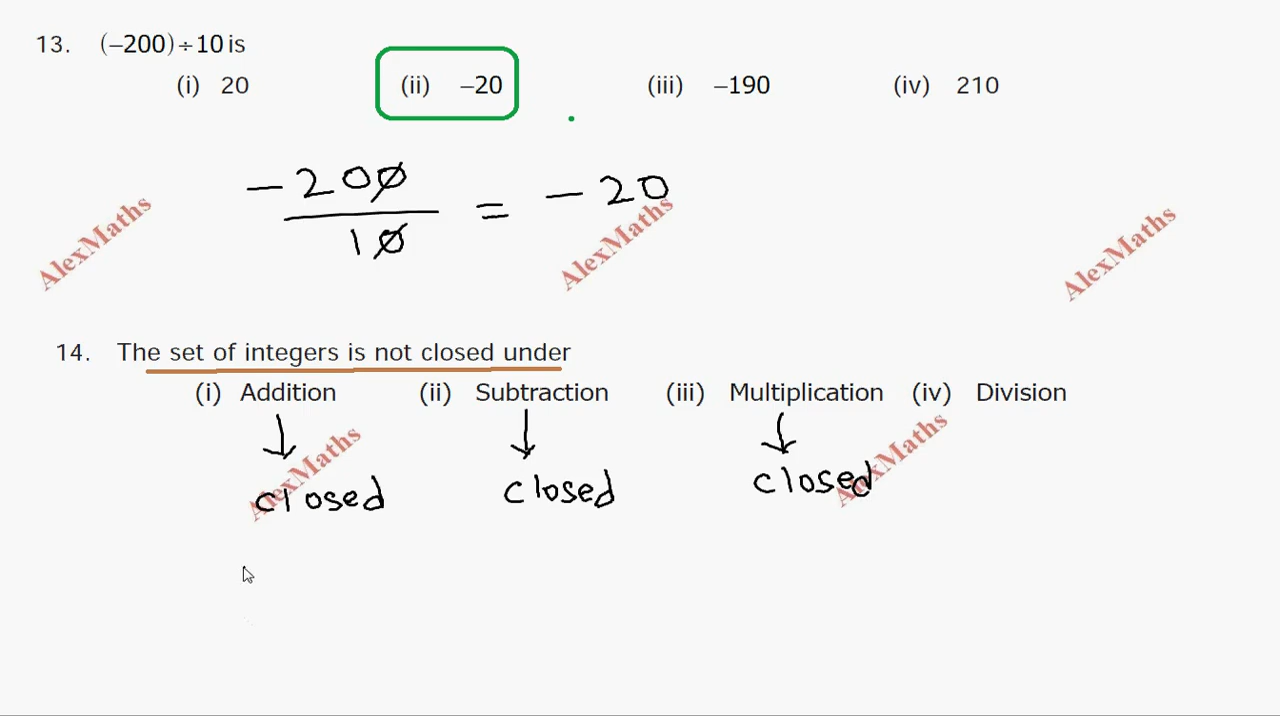 13. (–200) ÷ 10 is
(i) 20 (ii) –20 (iii) –190 (iv) 210
–200 / 10 = –20
AlexMaths AlexMaths AlexMaths
14. The set of integers is not closed under
(i) Addition (ii) Subtraction (iii) Multiplication (iv) Division
AlexMaths AlexMaths
closed closed closed